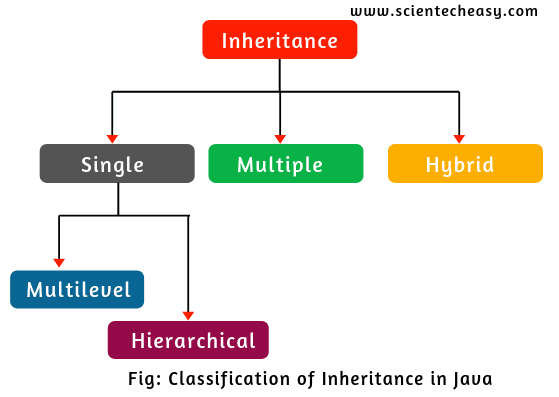 www.scientecheasy.com
Inheritance
Single
Multiple
Hybrid
Multilevel
Hierarchical
Fig: Classification of Inheritance in Java